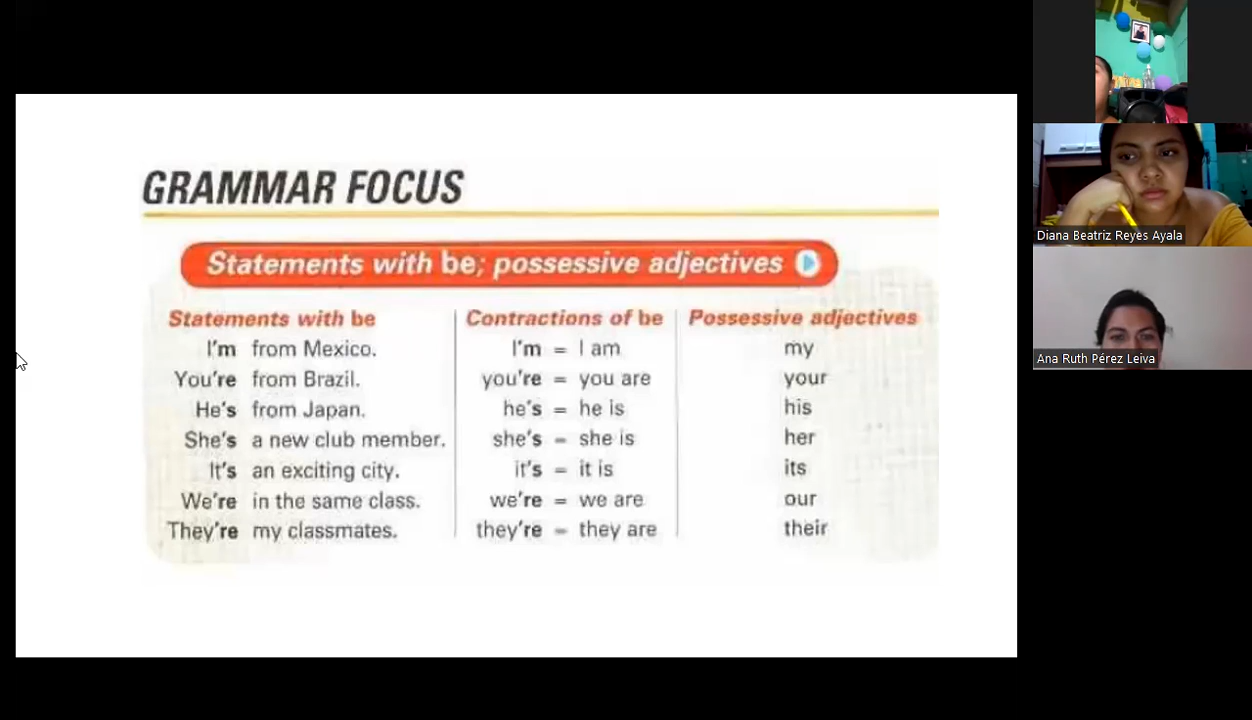 GRAMMAR FOCUS
Statements with be; possessive adjectives
Statements with be Contractions of be Possessive adjectives
I'm from Mexico. I'm = I am my
You're from Brazil. you're = you are your
He's from Japan. he's = he is his
She's a new club member. she's = she is her
It's an exciting city. it's = it is its
We're in the same class. we're = we are our
They're my classmates. they're = they are their
Diana Beatriz Reyes Ayala
Ana Ruth Pérez Leiva